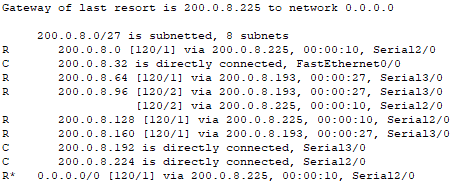 Gateway of last resort is 200.0.8.225 to network 0.0.0.0
200.0.8.0/27 is subnetted, 8 subnets
R 200.0.8.0 [120/1] via 200.0.8.225, 00:00:10, Serial2/0
C 200.0.8.32 is directly connected, FastEthernet0/0
R 200.0.8.64 [120/1] via 200.0.8.193, 00:00:27, Serial3/0
R 200.0.8.96 [120/2] via 200.0.8.193, 00:00:27, Serial3/0
[120/2] via 200.0.8.225, 00:00:10, Serial2/0
R 200.0.8.128 [120/1] via 200.0.8.225, 00:00:10, Serial2/0
R 200.0.8.160 [120/1] via 200.0.8.193, 00:00:27, Serial3/0
C 200.0.8.192 is directly connected, Serial3/0
C 200.0.8.224 is directly connected, Serial2/0
R* 0.0.0.0/0 [120/1] via 200.0.8.225, 00:00:10, Serial2/0